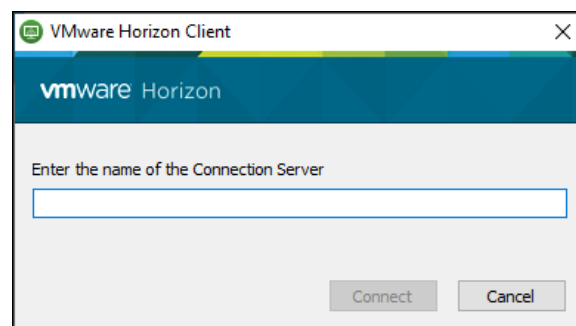 VMware Horizon Client
vmware Horizon
Enter the name of the Connection Server
Connect
Cancel